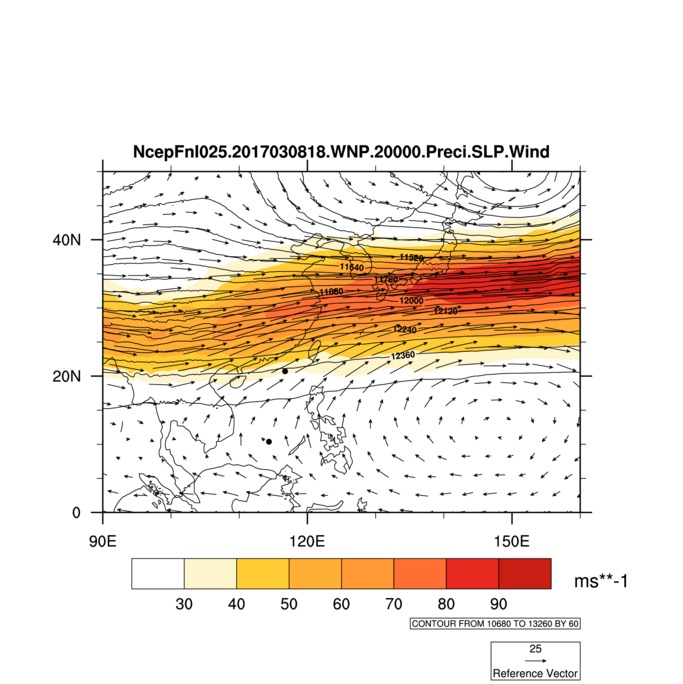 NcepFnl025.2017030818.WNP.20000.Preci.SLP.Wind
40N
20N
0
11520
11640
11760
11880
12000
12120
12240
12360
90E 120E 150E
ms**-1
30 40 50 60 70 80 90
CONTOUR FROM 10680 TO 13260 BY 60
25
Reference Vector